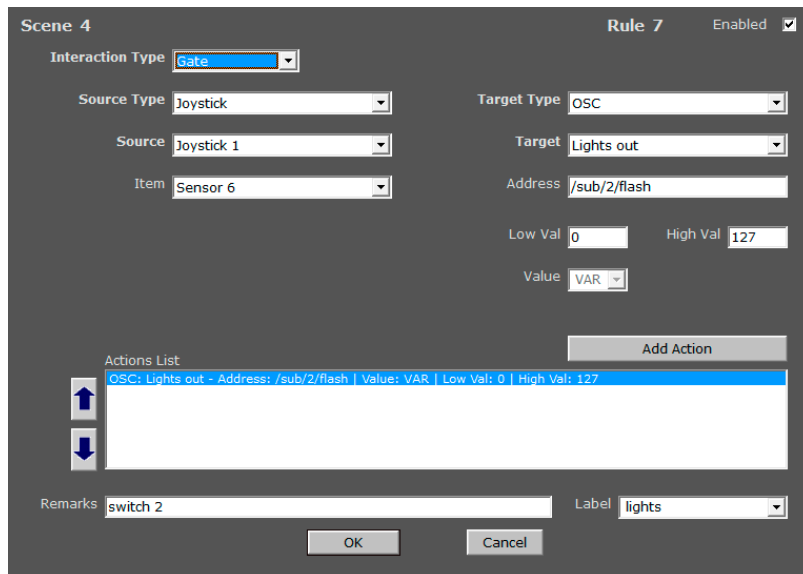 Scene 4 Rule 7 Enabled
Interaction Type Gate
Source Type Joystick Target Type OSC
Source Joystick 1 Target Lights out
Item Sensor 6 Address /sub/2/flash
Low Val 0 High Val 127
Value VAR
Add Action
Actions List
OSC: Lights out - Address: /sub/2/flash | Value: VAR | Low Val: 0 | High Val: 127
Remarks switch 2 Label lights
OK Cancel